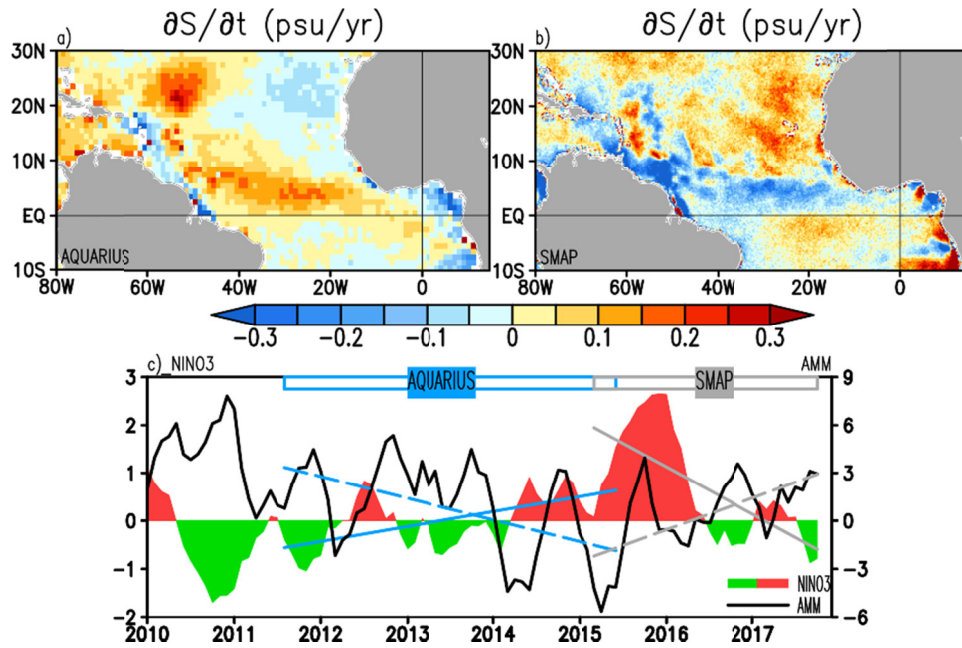 ∂S/∂t (psu/yr) ∂S/∂t (psu/yr)
a) b)
30N 30N
20N 20N
10N 10N
EQ EQ
10S 10S
AQUARIUS SMAP
80W 60W 40W 20W 0 80W 60W 40W 20W 0
−0.3 −0.2 −0.1 0 0.1 0.2 0.3
c)_NINO3 AMM
AQUARIUS SMAP
3 9
2 6
1 3
0 0
−1 −3
−2 −6
NINO3
AMM
2010 2011 2012 2013 2014 2015 2016 2017